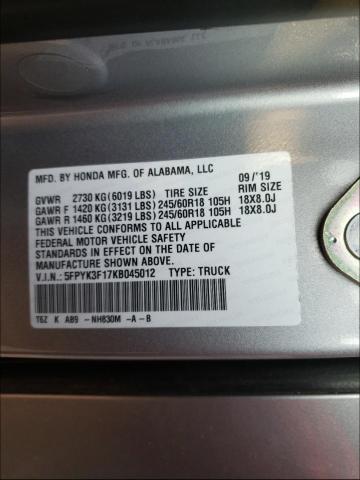 MFD. BY HONDA MFG. OF ALABAMA, LLC
GVWR 2730 KG (6019 LBS) TIRE SIZE 09/'19 RIM SIZE
GAWR F 1420 KG (3131 LBS) 245/60R18 105H 18X8.0J
GAWR R 1460 KG (3219 LBS) 245/60R18 105H 18X8.0J
THIS VEHICLE CONFORMS TO ALL APPLICABLE
FEDERAL MOTOR VEHICLE SAFETY
STANDARDS IN EFFECT ON THE DATE OF
MANUFACTURE SHOWN ABOVE.
V.I.N.: 5FPYK3F17KB045012 TYPE: TRUCK
T6Z K AB9 -NH830M -A-B